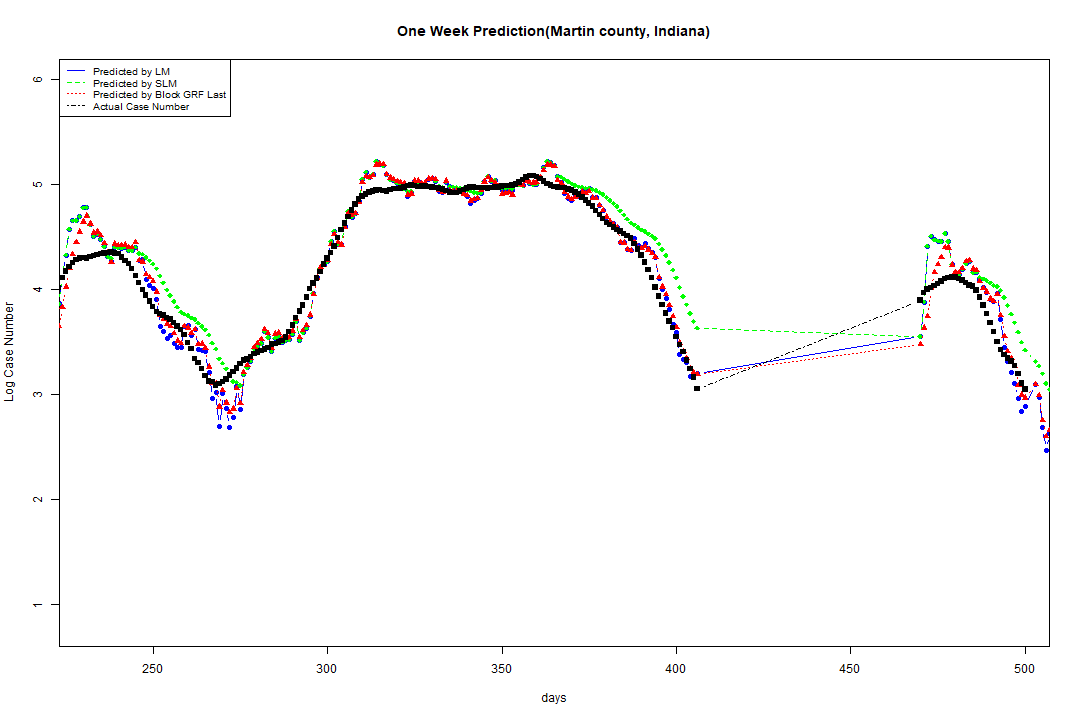 One Week Prediction(Martin county, Indiana)
Predicted by LM
Predicted by SLM
Predicted by Block GRF Last
Actual Case Number
6
5
4
3
2
1
Log Case Number
250
300
350
400
450
500
days